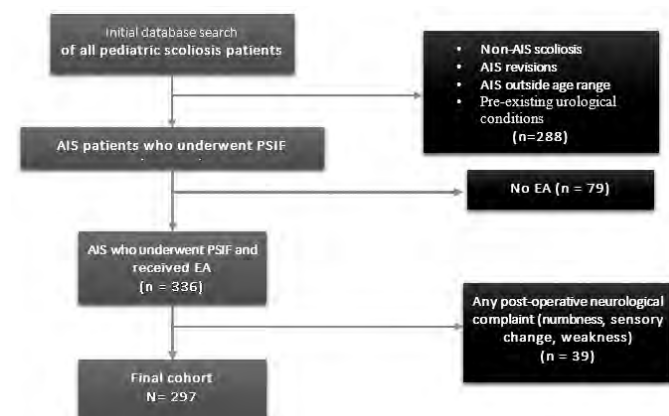 Initial database search
of all pediatric scoliosis patients
• Non-AIS scoliosis
• AIS revisions
• AIS outside age range
• Pre-existing urological
conditions
(n=288)
AIS patients who underwent PSIF
No EA (n = 79)
AIS who underwent PSIF and
received EA
(n = 336)
Any post-operative neurological
complaint (numbness, sensory
change, weakness)
(n = 39)
Final cohort
N= 297